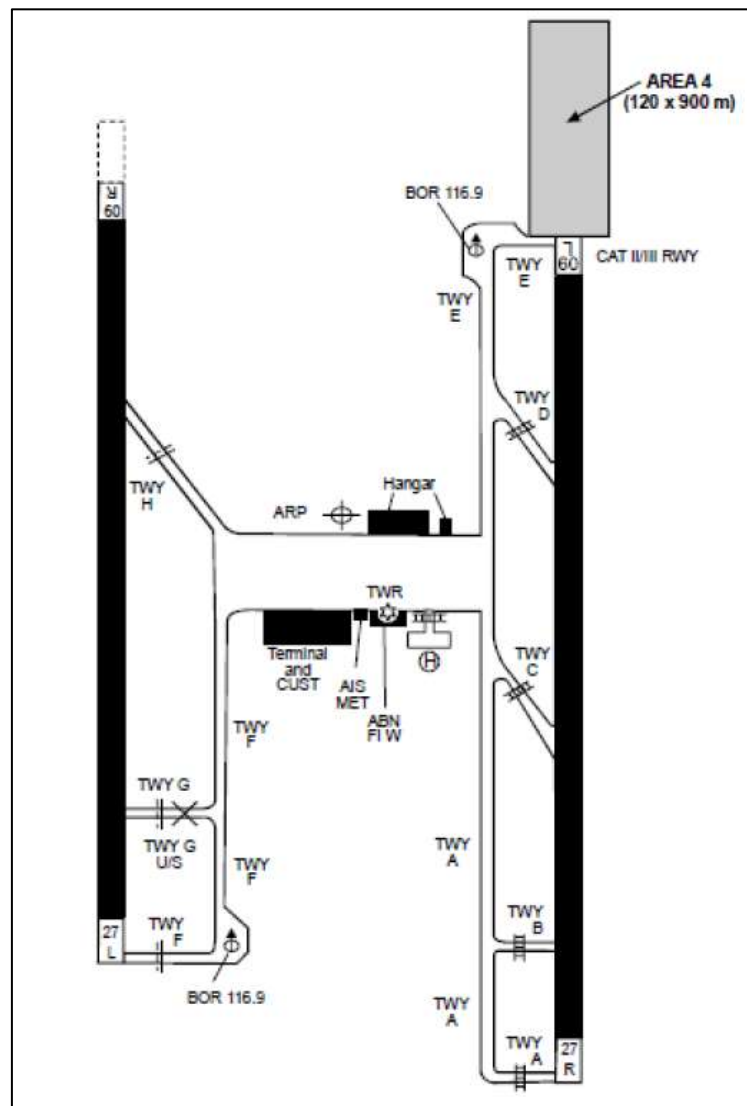 AREA 4
(120 x 900 m)
BOR 116.9
09
R
09
L
CAT II/III RWY
TWY
E
TWY
E
TWY
D
TWY
H
ARP
Hangar
TWR
Terminal
and
CUST
AIS
MET
ABN
FI W
H
TWY
C
TWY
F
TWY G
TWY G
U/S
TWY
F
TWY
A
TWY
B
27
L
TWY
F
BOR 116.9
TWY
A
TWY
A
27
R